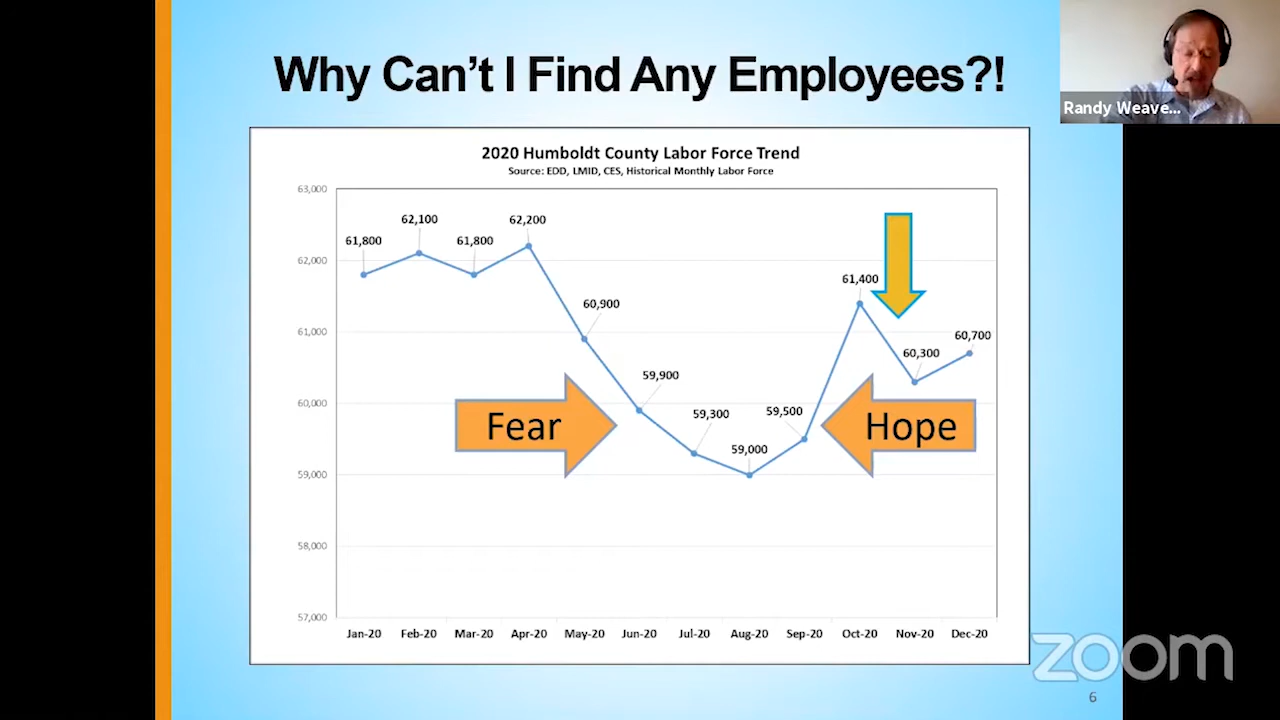 Why Can't I Find Any Employees?!
Randy Weave...
2020 Humboldt County Labor Force Trend
Source: EDD, LMID, CES, Historical Monthly Labor Force
63,000
62,000
61,000
60,000
59,000
58,000
57,000
61,800
62,100
61,800
62,200
60,900
59,900
59,300
59,000
59,500
61,400
60,300
60,700
Fear
Hope
Jan-20 Feb-20 Mar-20 Apr-20 May-20 Jun-20 Jul-20 Aug-20 Sep-20 Oct-20 Nov-20 Dec-20
zoom
6